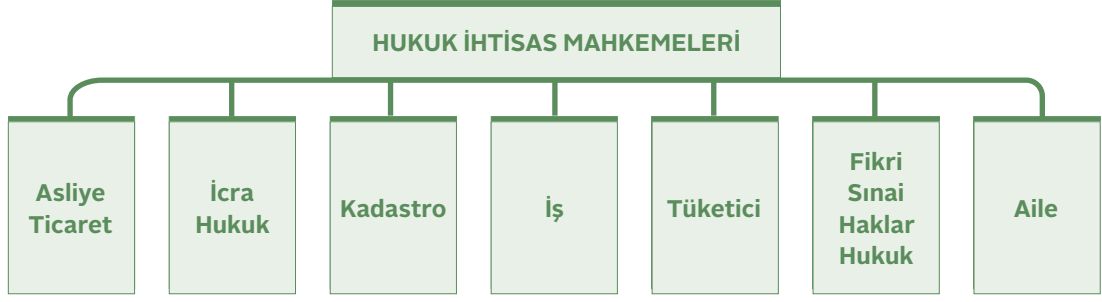 HUKUK İHTİSAS MAHKEMELERİ
Asliye
Ticaret
İcra
Hukuk
Kadastro
İş
Tüketici
Fikri
Sınai
Haklar
Hukuk
Aile